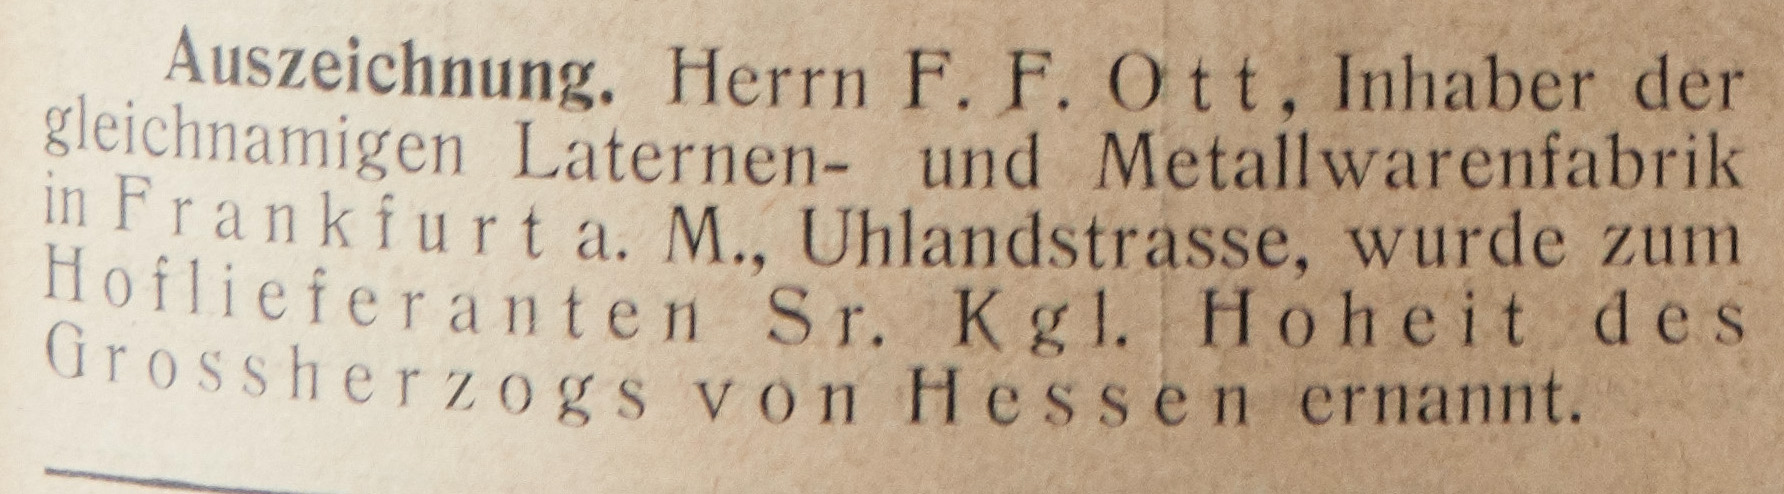 Auszeichnung. Herrn F. F. Ott, Inhaber der
gleichnamigen Laternen- und Metallwarenfabrik
in Frankfurt a. M., Uhlandstrasse, wurde zum
Hoflieferanten Sr. Kgl. Hoheit des
Grossherzogs von Hessen ernannt.